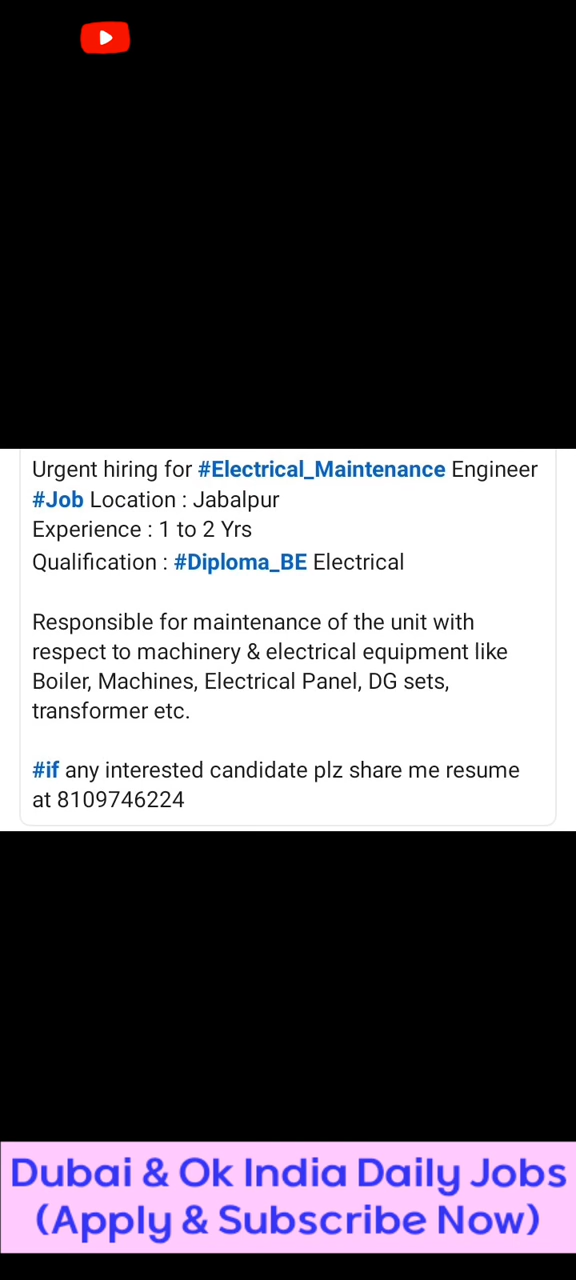 Urgent hiring for #Electrical_Maintenance Engineer
#Job Location : Jabalpur
Experience : 1 to 2 Yrs
Qualification : #Diploma_BE Electrical
Responsible for maintenance of the unit with
respect to machinery & electrical equipment like
Boiler, Machines, Electrical Panel, DG sets,
transformer etc.
#if any interested candidate plz share me resume
at 8109746224
Dubai & Ok India Daily Jobs
(Apply & Subscribe Now)